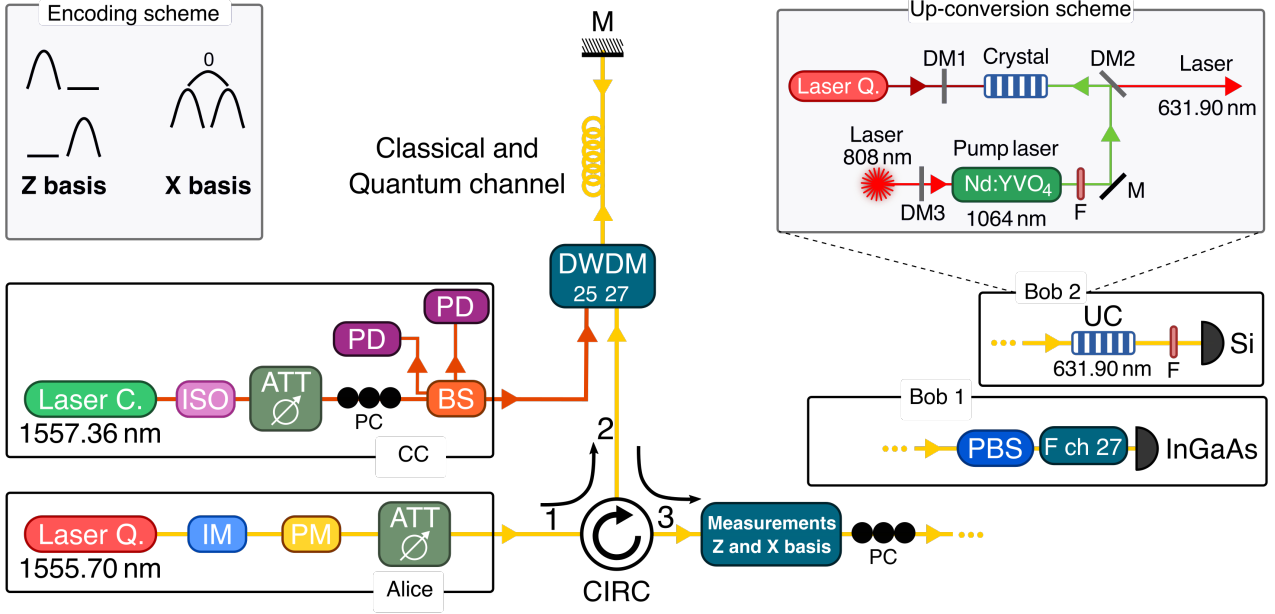 Encoding scheme
0
Z basis
X basis
M
Classical and
Quantum channel
DWDM
25 27
Up-conversion scheme
DM1
Crystal
DM2
Laser
Laser Q.
631.90 nm
Laser
808 nm
Pump laser
Nd:YVO4
DM3
1064 nm
F
M
Bob 2
UC
Si
631.90 nm
F
Bob 1
PBS
F ch 27
InGaAs
PD
PD
Laser C.
ISO
ATT
PC
BS
1557.36 nm
CC
2
1
3
Laser Q.
IM
PM
ATT
1555.70 nm
Alice
CIRC
Measurements
Z and X basis
PC